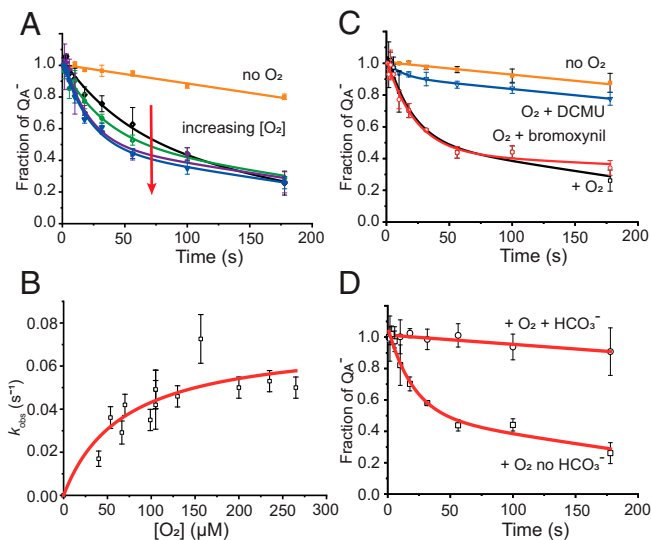 A
Fraction of QA⁻
1.0
0.8
0.6
0.4
0.2
0.0
no O₂
increasing [O₂]
0 50 100 150 200
Time (s)
C
Fraction of QA⁻
1.0
0.8
0.6
0.4
0.2
0.0
no O₂
O₂ + DCMU
O₂ + bromoxynil
+ O₂
0 50 100 150 200
Time (s)
B
kobs (s⁻¹)
0.08
0.06
0.04
0.02
0.00
0 50 100 150 200 250 300
[O₂] (µM)
D
Fraction of QA⁻
1.0
0.8
0.6
0.4
0.2
0.0
+ O₂ + HCO₃⁻
+ O₂ no HCO₃⁻
0 50 100 150 200
Time (s)